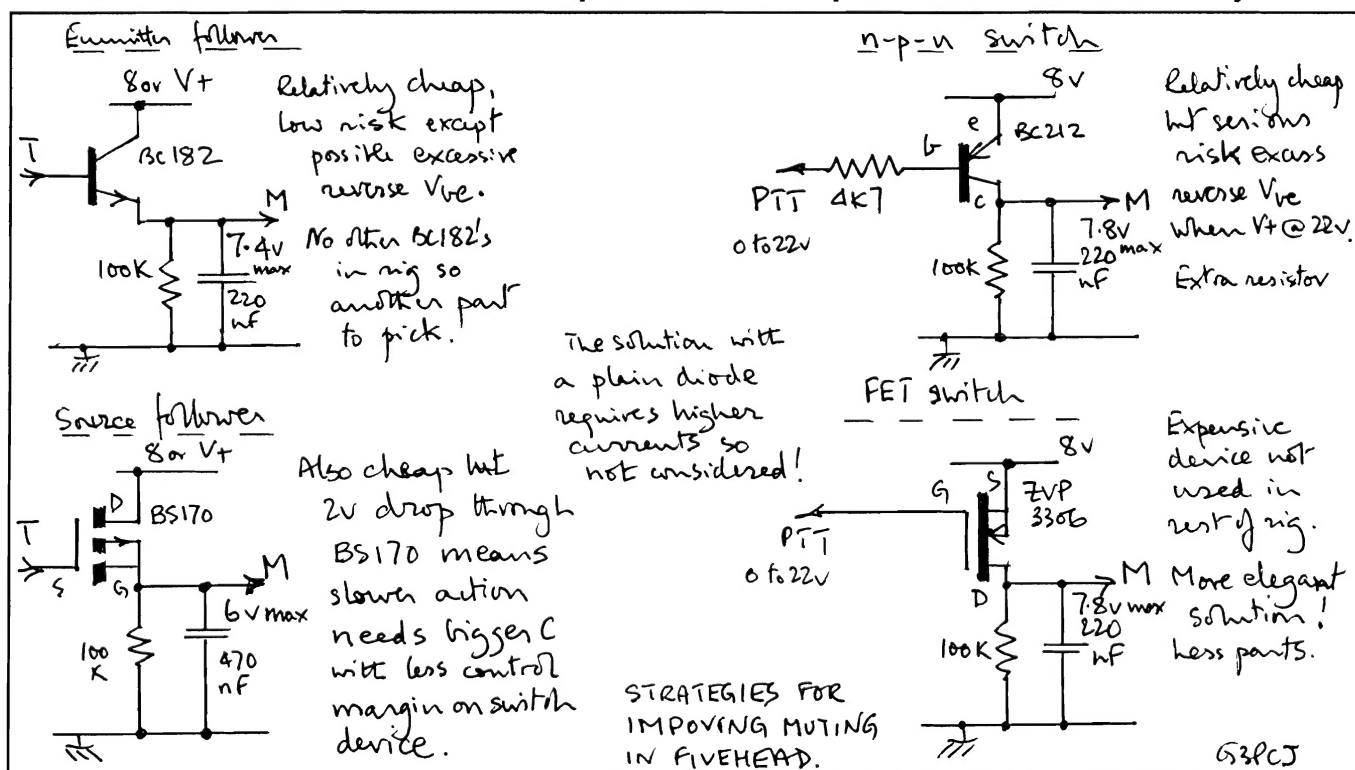 Emmitter follower
8 or V+
T
BC182
M
7.4v
max
100K
220
nF
Relatively cheap,
low risk except
possible excessive
reverse Vbe.
No other BC182's
in rig so
another part
to pick!
n-p-n switch
8v
e
BC212
b
c
PTT 4K7
0 to 22v
M
7.8v
max
100K
220
nF
Relatively cheap
but serious
risk excess
reverse Vbe
when V+ @ 22v.
Extra resistor
The solution with
a plain diode
requires higher
currents so
not considered!
Source follower
8 or V+
D
BS170
T
S
G
M
6v max
100
K
470
nF
Also cheap but
2v drop through
BS170 means
slower action
needs bigger C
with less control
margin on switch
device.
FET switch
8v
G
S
ZVP
3306
PTT
0 to 22v
D
M
7.8v max
100K
220
nF
Expensive
device not
used in
rest of rig.
More elegant
solution!
Less parts.
STRATEGIES FOR
IMPOVING MUTING
IN FIVEHEAD.
G3PCJ